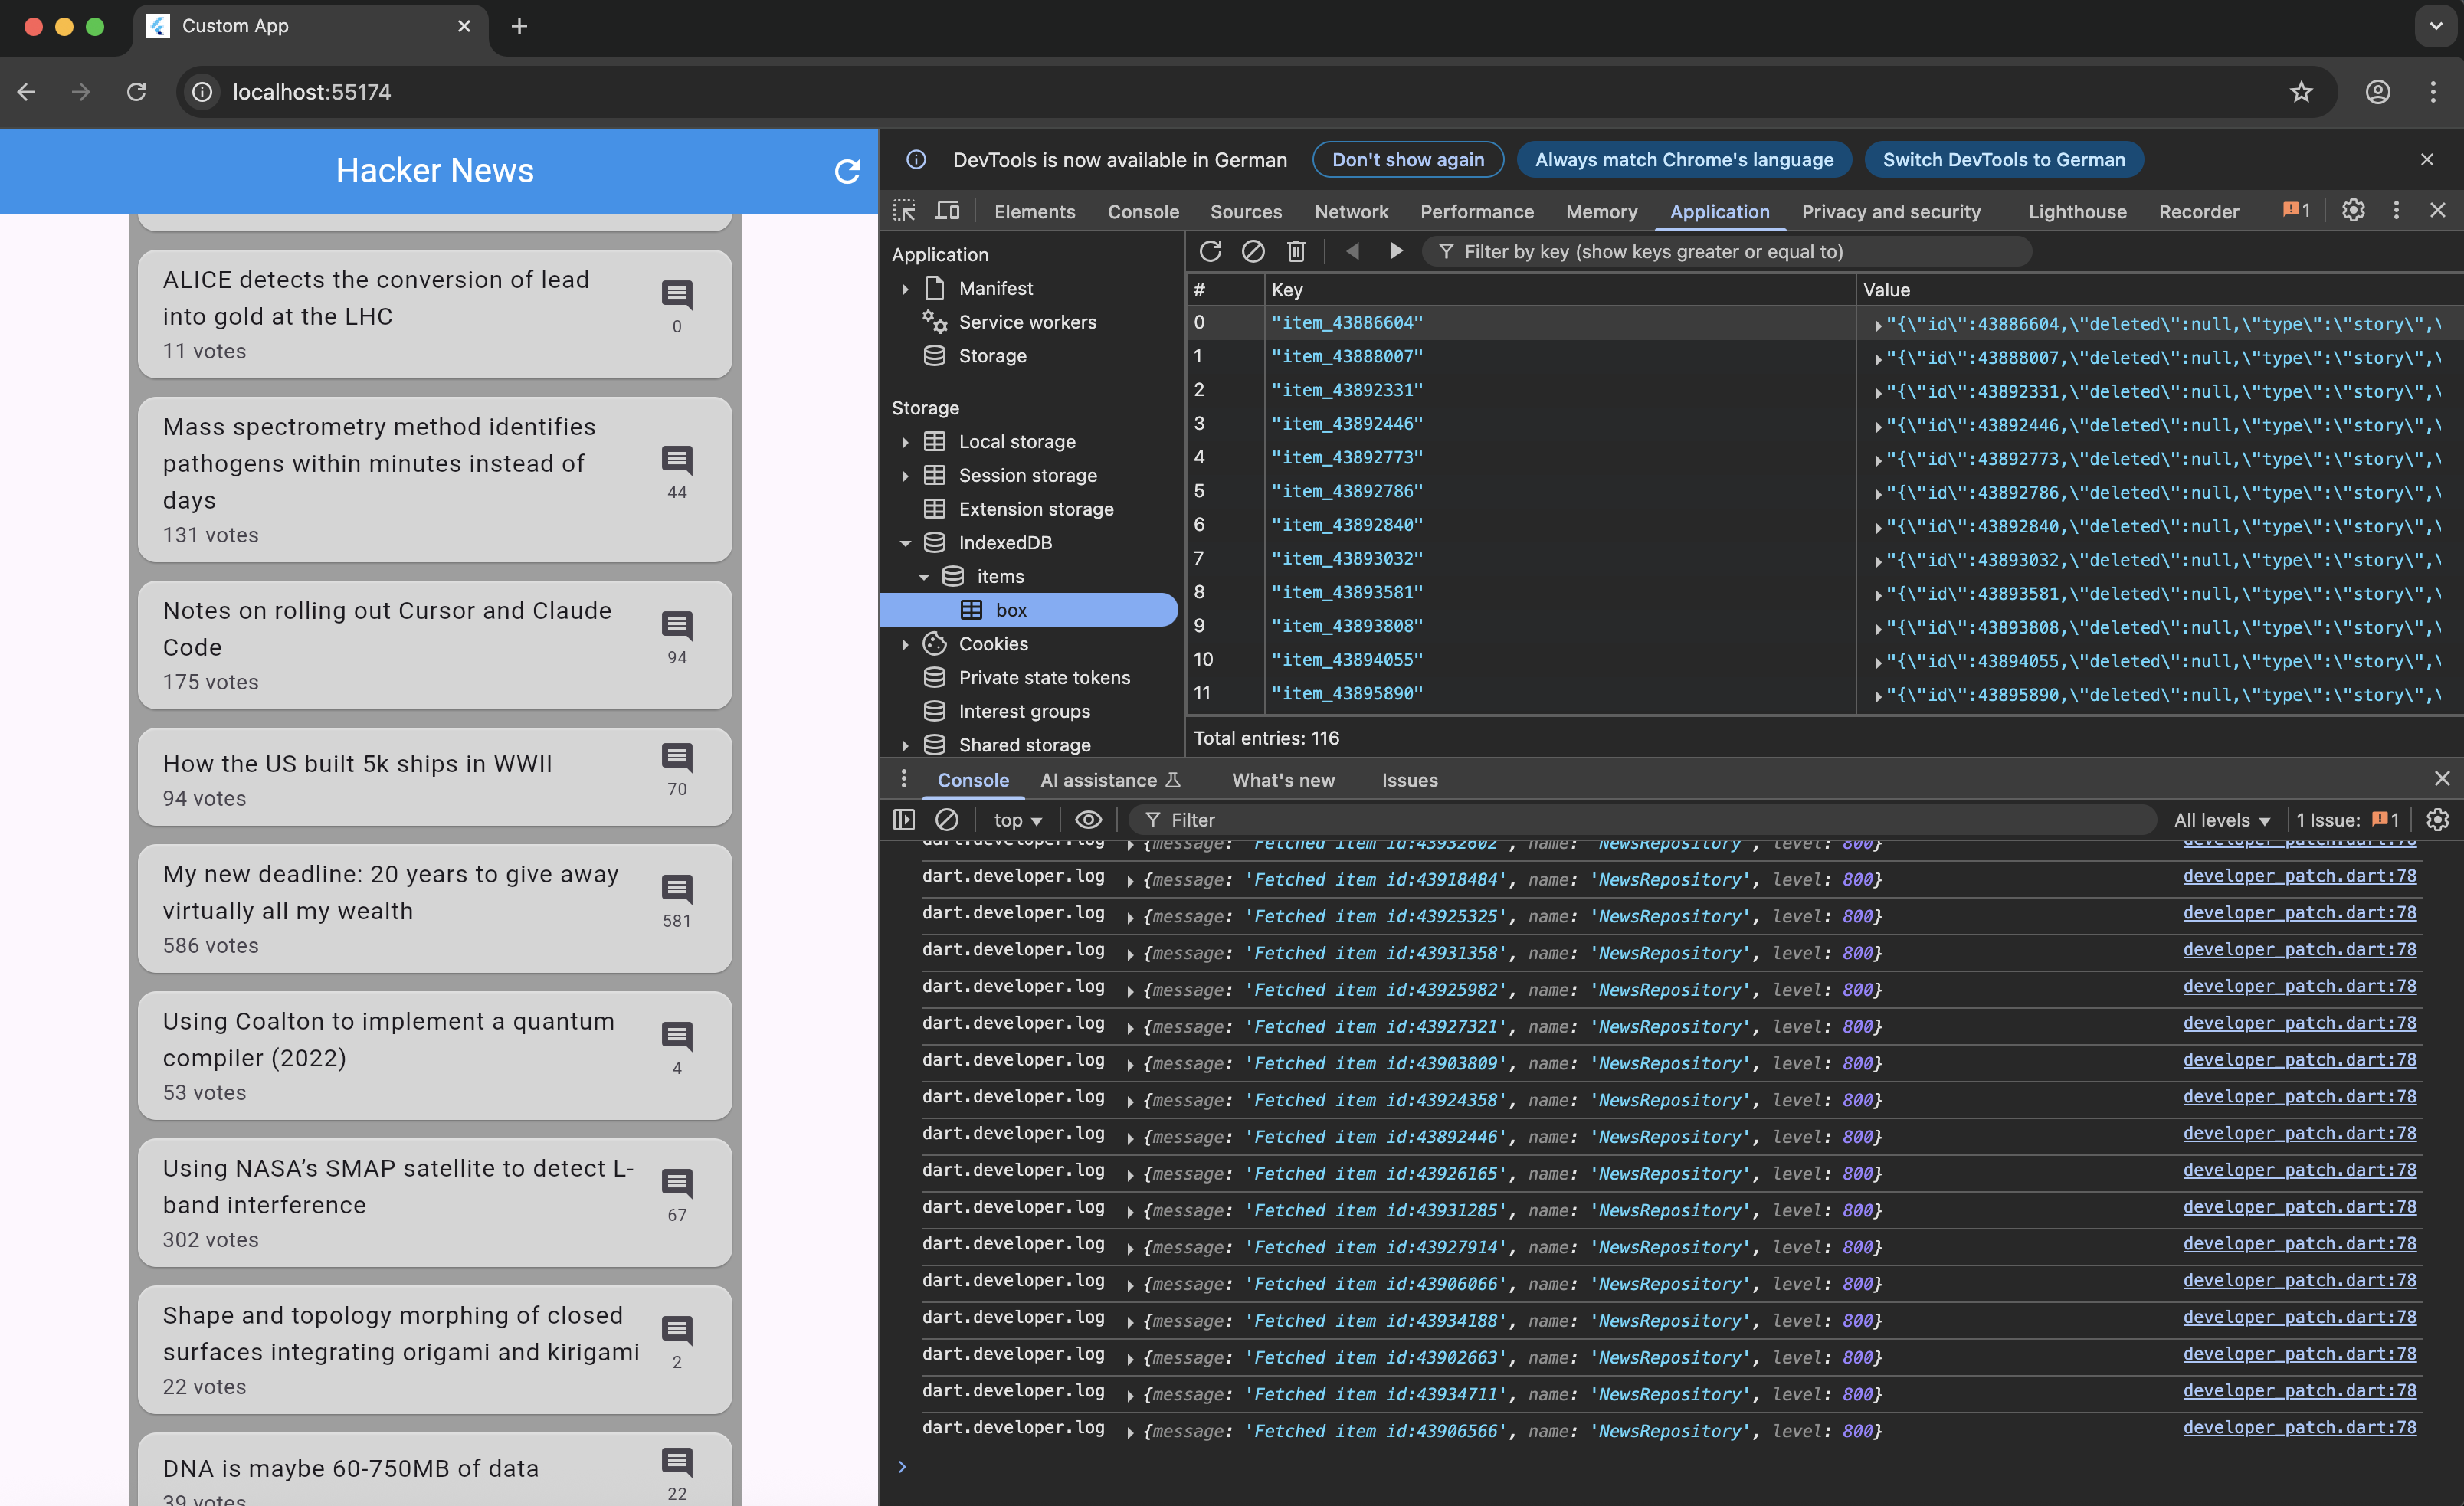 Custom App
localhost:55174
Hacker News
ALICE detects the conversion of lead
into gold at the LHC
11 votes
0
Mass spectrometry method identifies
pathogens within minutes instead of
days
131 votes
44
Notes on rolling out Cursor and Claude
Code
175 votes
94
How the US built 5k ships in WWII
94 votes
70
My new deadline: 20 years to give away
virtually all my wealth
586 votes
581
Using Coalton to implement a quantum
compiler (2022)
53 votes
4
Using NASA’s SMAP satellite to detect L-
band interference
302 votes
67
Shape and topology morphing of closed
surfaces integrating origami and kirigami
22 votes
2
DNA is maybe 60-750MB of data
39 votes
22
DevTools is now available in German
Don't show again
Always match Chrome's language
Switch DevTools to German
Elements Console Sources Network Performance Memory Application Privacy and security Lighthouse Recorder 1
Application
Manifest
Service workers
Storage
Storage
Local storage
Session storage
Extension storage
IndexedDB
items
box
Cookies
Private state tokens
Interest groups
Shared storage
Filter by key (show keys greater or equal to)
# Key Value
0 "item_43886604" "{\"id\":43886604,\"deleted\":null,\"type\":\"story\",\
1 "item_43888007" "{\"id\":43888007,\"deleted\":null,\"type\":\"story\",\
2 "item_43892331" "{\"id\":43892331,\"deleted\":null,\"type\":\"story\",\
3 "item_43892446" "{\"id\":43892446,\"deleted\":null,\"type\":\"story\",\
4 "item_43892773" "{\"id\":43892773,\"deleted\":null,\"type\":\"story\",\
5 "item_43892786" "{\"id\":43892786,\"deleted\":null,\"type\":\"story\",\
6 "item_43892840" "{\"id\":43892840,\"deleted\":null,\"type\":\"story\",\
7 "item_43893032" "{\"id\":43893032,\"deleted\":null,\"type\":\"story\",\
8 "item_43893581" "{\"id\":43893581,\"deleted\":null,\"type\":\"story\",\
9 "item_43893808" "{\"id\":43893808,\"deleted\":null,\"type\":\"story\",\
10 "item_43894055" "{\"id\":43894055,\"deleted\":null,\"type\":\"story\",\
11 "item_43895890" "{\"id\":43895890,\"deleted\":null,\"type\":\"story\",\
Total entries: 116
Console AI assistance What's new Issues
top Filter All levels 1 Issue: 1
dart.developer.log {message: 'Fetched item id:43932602', name: 'NewsRepository', level: 800} developer_patch.dart:78
dart.developer.log {message: 'Fetched item id:43918484', name: 'NewsRepository', level: 800} developer_patch.dart:78
dart.developer.log {message: 'Fetched item id:43925325', name: 'NewsRepository', level: 800} developer_patch.dart:78
dart.developer.log {message: 'Fetched item id:43931358', name: 'NewsRepository', level: 800} developer_patch.dart:78
dart.developer.log {message: 'Fetched item id:43925982', name: 'NewsRepository', level: 800} developer_patch.dart:78
dart.developer.log {message: 'Fetched item id:43927321', name: 'NewsRepository', level: 800} developer_patch.dart:78
dart.developer.log {message: 'Fetched item id:43903809', name: 'NewsRepository', level: 800} developer_patch.dart:78
dart.developer.log {message: 'Fetched item id:43924358', name: 'NewsRepository', level: 800} developer_patch.dart:78
dart.developer.log {message: 'Fetched item id:43892446', name: 'NewsRepository', level: 800} developer_patch.dart:78
dart.developer.log {message: 'Fetched item id:43926165', name: 'NewsRepository', level: 800} developer_patch.dart:78
dart.developer.log {message: 'Fetched item id:43931285', name: 'NewsRepository', level: 800} developer_patch.dart:78
dart.developer.log {message: 'Fetched item id:43927914', name: 'NewsRepository', level: 800} developer_patch.dart:78
dart.developer.log {message: 'Fetched item id:43906066', name: 'NewsRepository', level: 800} developer_patch.dart:78
dart.developer.log {message: 'Fetched item id:43934188', name: 'NewsRepository', level: 800} developer_patch.dart:78
dart.developer.log {message: 'Fetched item id:43902663', name: 'NewsRepository', level: 800} developer_patch.dart:78
dart.developer.log {message: 'Fetched item id:43934711', name: 'NewsRepository', level: 800} developer_patch.dart:78
dart.developer.log {message: 'Fetched item id:43906566', name: 'NewsRepository', level: 800} developer_patch.dart:78